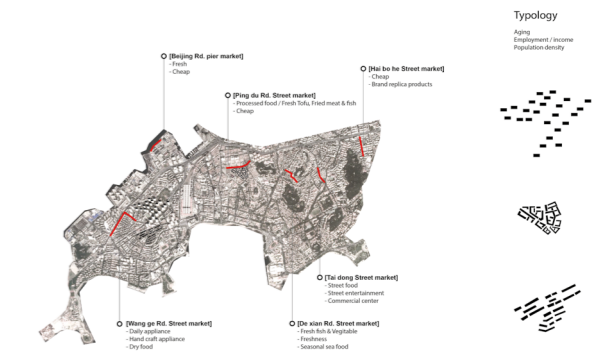 Typology
Aging
Employment / income
Population density
[Beijing Rd. pier market]
- Fresh
- Cheap
[Hai bo he Street market]
- Cheap
- Brand replica products
[Ping du Rd. Street market]
- Processed food / Fresh Tofu, Fried meat & fish
- Cheap
[Tai dong Street market]
- Street food
- Street entertainment
- Commercial center
[Wang ge Rd. Street market]
- Daily appliance
- Hand craft appliance
- Dry food
[De xian Rd. Street market]
- Fresh fish & Vegitable
- Freshness
- Seasonal sea food